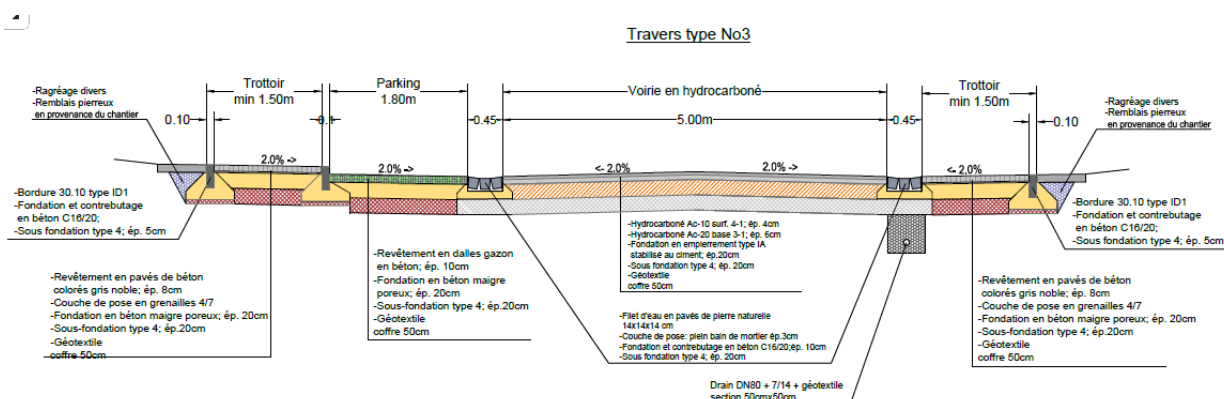 Travers type No3
-Ragréage divers
-Remblais pierreux
en provenance du chantier
Trottoir
min 1.50m
Parking
1.80m
Voirie en hydrocarboné
Trottoir
min 1.50m
-Ragréage divers
-Remblais pierreux
en provenance du chantier
0.10
0.1
0.45
5.00m
0.45
0.10
2.0% ->
2.0% ->
<- 2.0%
2.0% ->
<- 2.0%
-Bordure 30.10 type ID1
-Fondation et contrebutage
en béton C16/20;
-Sous fondation type 4; ép. 5cm
-Revêtement en pavés de béton
colorés gris noble; ép. 8cm
-Couche de pose en grenailles 4/7
-Fondation en béton maigre poreux; ép. 20cm
-Sous-fondation type 4; ép.20cm
-Géotextile
coffre 50cm
-Revêtement en dalles gazon
en béton; ép. 10cm
-Fondation en béton maigre
poreux; ép. 20cm
-Sous-fondation type 4; ép.20cm
-Géotextile
coffre 50cm
-Hydrocarboné Ac-10 surf. 4-1; ép. 4cm
-Hydrocarboné Ac-20 base 3-1; ép. 6cm
-Fondation en empierrement type IA
stabilisé au ciment; ép.20cm
-Sous fondation type 4; ép. 20cm
-Géotextile
coffre 50cm
-Filet d'eau en pavés de pierre naturelle
14x14x14 cm
-Couche de pose: plein bain de mortier ép.3cm
-Fondation et contrebutage en béton C16/20;ép. 10cm
-Sous fondation type 4; ép. 20cm
-Bordure 30.10 type ID1
-Fondation et contrebutage
en béton C16/20;
-Sous fondation type 4; ép. 5cm
-Revêtement en pavés de béton
colorés gris noble; ép. 8cm
-Couche de pose en grenailles 4/7
-Fondation en béton maigre poreux; ép. 20cm
-Sous-fondation type 4; ép.20cm
-Géotextile
coffre 50cm
Drain DN80 + 7/14 + géotextile
section 50cmx50cm